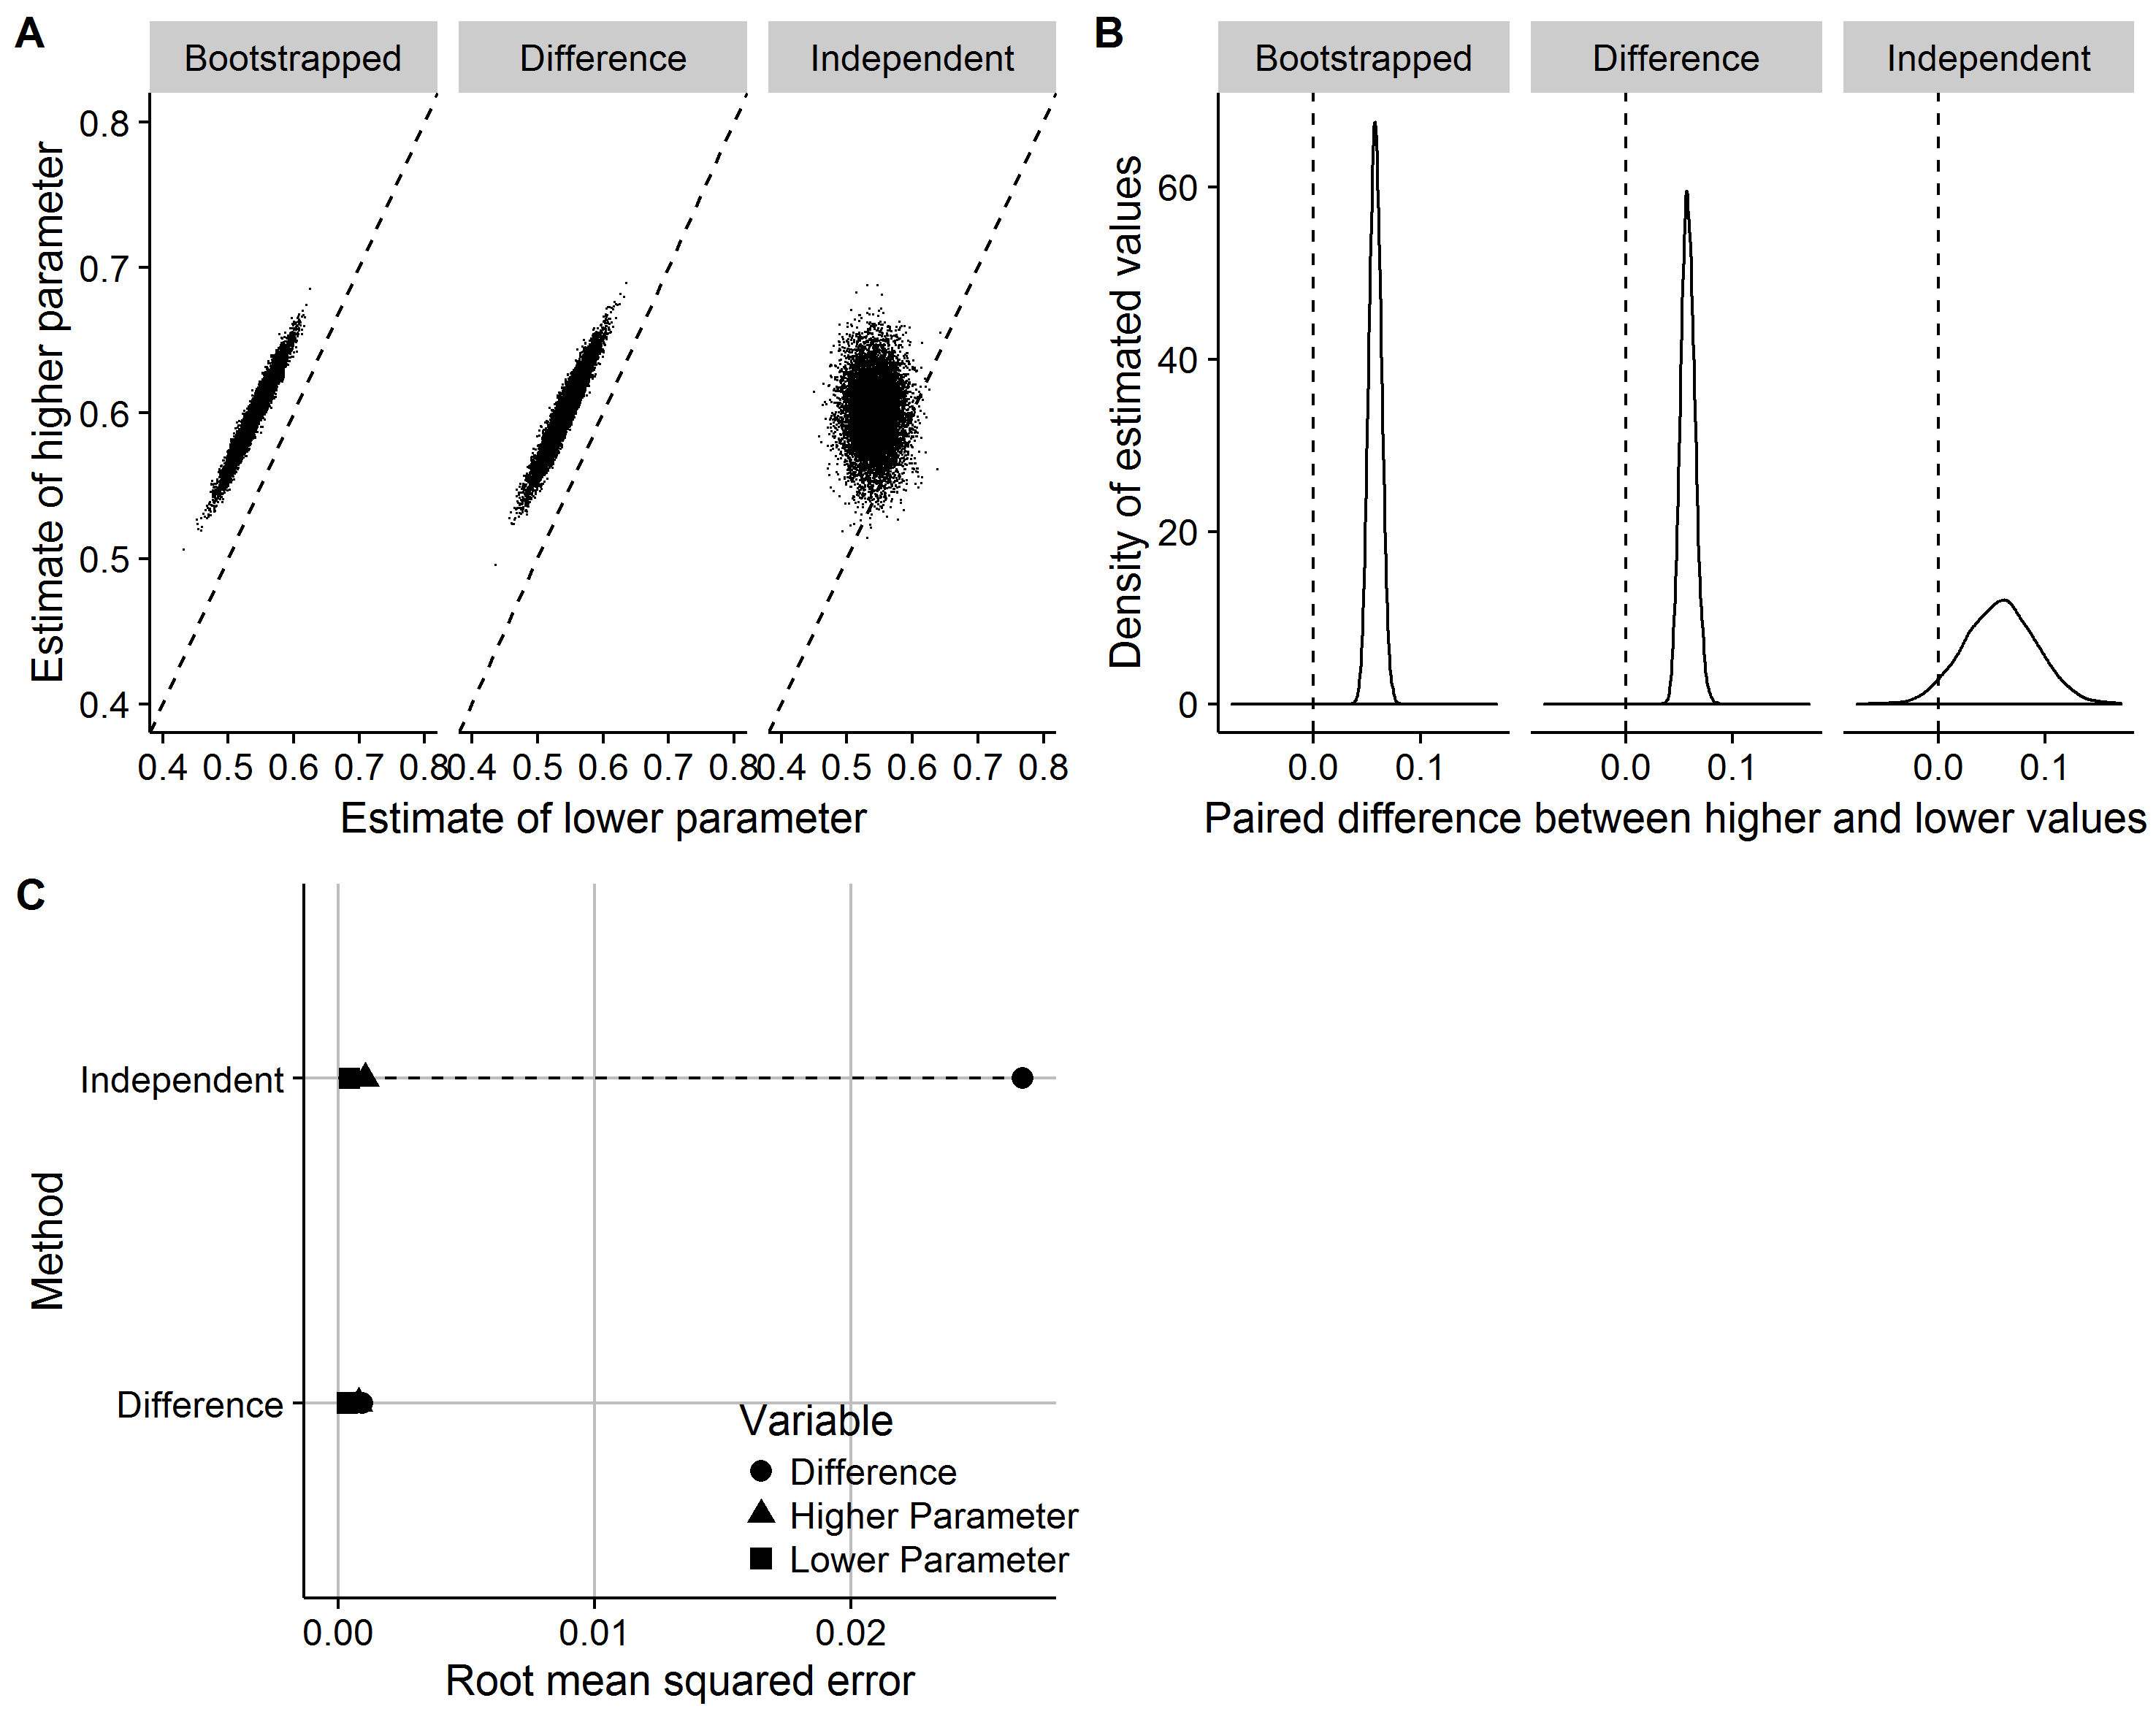 A
Bootstrapped Difference Independent
Estimate of higher parameter
0.8
0.7
0.6
0.5
0.4
0.4 0.5 0.6 0.7 0.8 0.4 0.5 0.6 0.7 0.8 0.4 0.5 0.6 0.7 0.8
Estimate of lower parameter
B
Bootstrapped Difference Independent
Density of estimated values
60
40
20
0
0.0 0.1 0.0 0.1 0.0 0.1
Paired difference between higher and lower values
C
Method
Independent
Difference
Variable
Difference
Higher Parameter
Lower Parameter
0.00 0.01 0.02
Root mean squared error